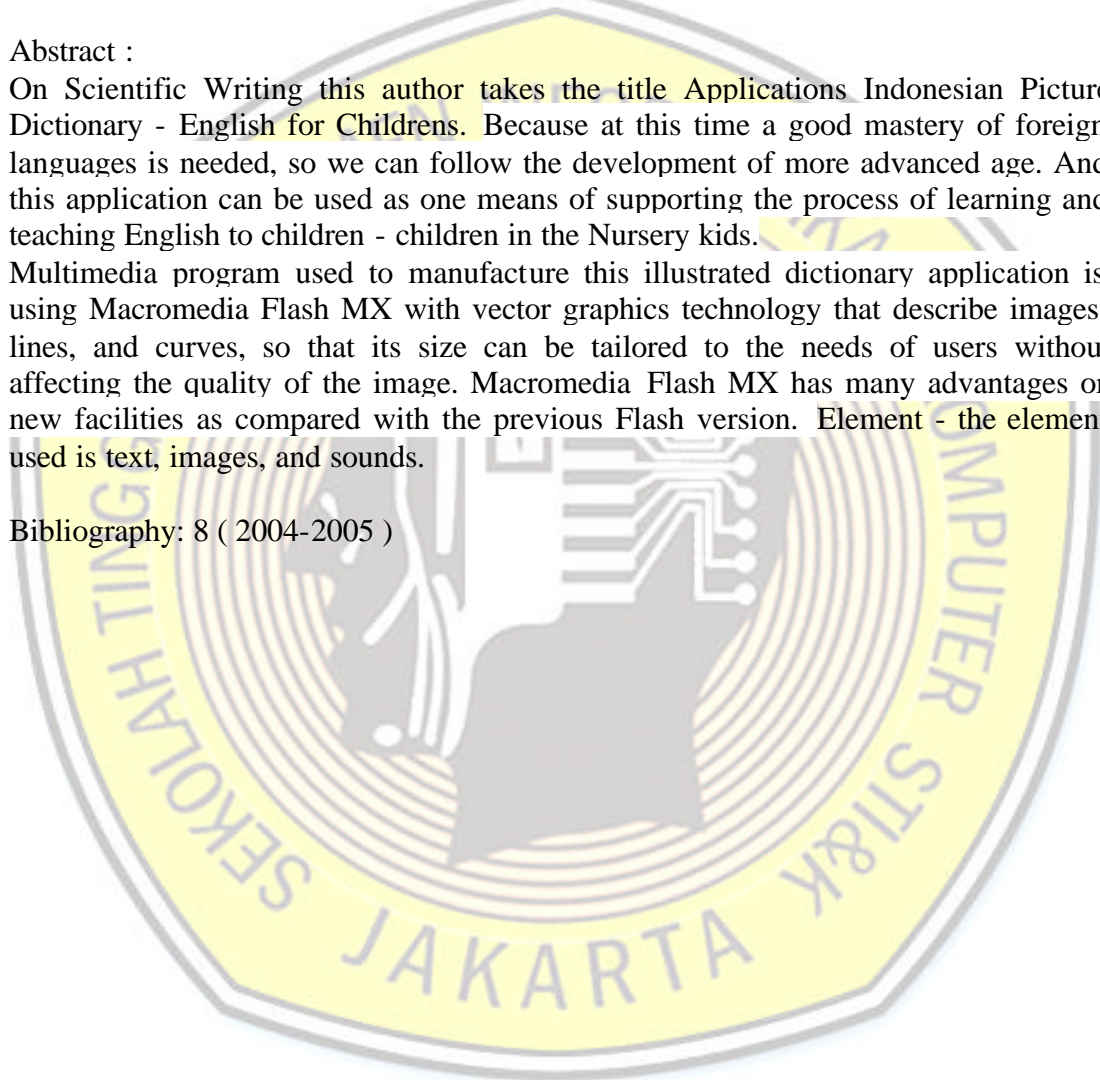 Abstract :
On Scientific Writing this author takes the title Applications Indonesian Picture
Dictionary - English for Childrens. Because at this time a good mastery of foreign
languages is needed, so we can follow the development of more advanced age. And
this application can be used as one means of supporting the process of learning and
teaching English to children - children in the Nursery kids.
Multimedia program used to manufacture this illustrated dictionary application is
using Macromedia Flash MX with vector graphics technology that describe images
lines, and curves, so that its size can be tailored to the needs of users without
affecting the quality of the image. Macromedia Flash MX has many advantages or
new facilities as compared with the previous Flash version. Element - the element
used is text, images, and sounds.
Bibliography: 8 ( 2004-2005 )
SEKOLAH TINGGI
KOMPUTER STI&K
JAKARTA